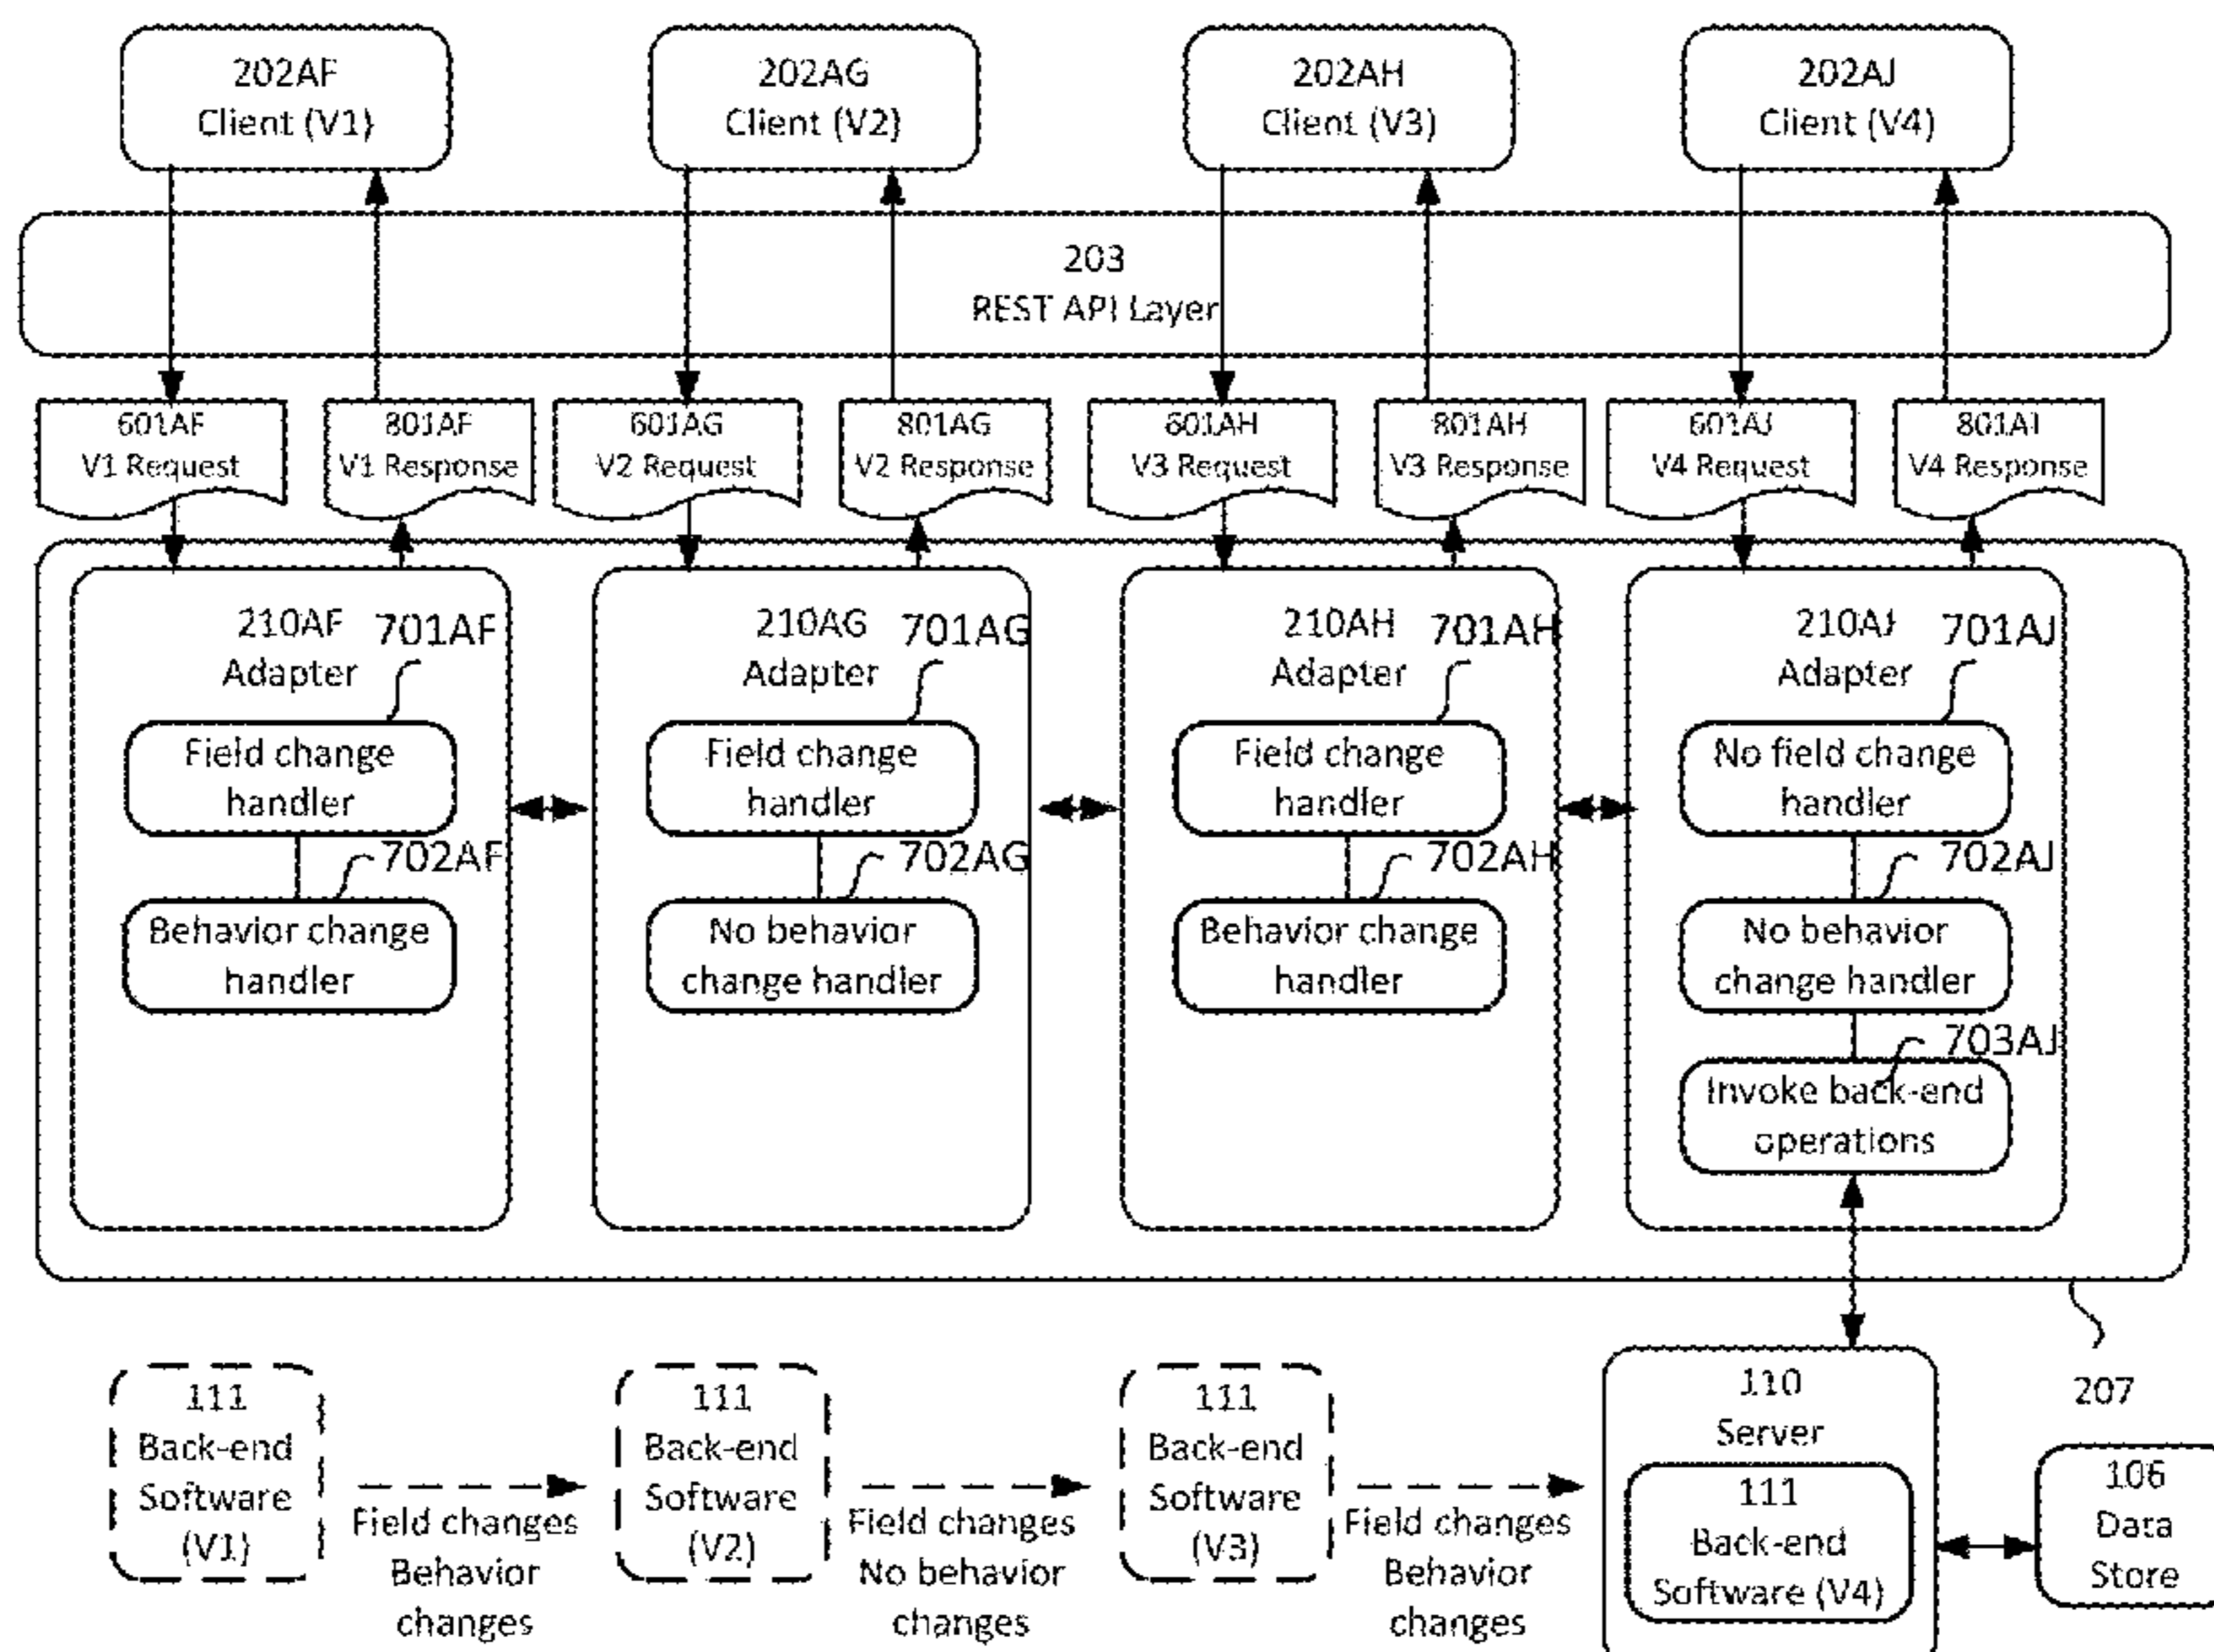 202AF
Client (V1)
202AG
Client (V2)
202AH
Client (V3)
202AJ
Client (V4)
203
REST API Layer
601AF
V1 Request
801AF
V1 Response
601AG
V2 Request
801AG
V2 Response
601AH
V3 Request
801AH
V3 Response
601AJ
V4 Request
801AJ
V4 Response
210AF
Adapter
701AF
Field change
handler
702AF
Behavior change
handler
210AG
Adapter
701AG
Field change
handler
702AG
No behavior
change handler
210AH
Adapter
701AH
Field change
handler
702AH
Behavior change
handler
210AJ
Adapter
701AJ
No field change
handler
702AJ
No behavior
change handler
703AJ
Invoke back-end
operations
207
111
Back-end
Software
(V1)
Field changes
Behavior
changes
111
Back-end
Software
(V2)
Field changes
No behavior
changes
111
Back-end
Software
(V3)
Field changes
Behavior
changes
110
Server
111
Back-end
Software (V4)
106
Data
Store